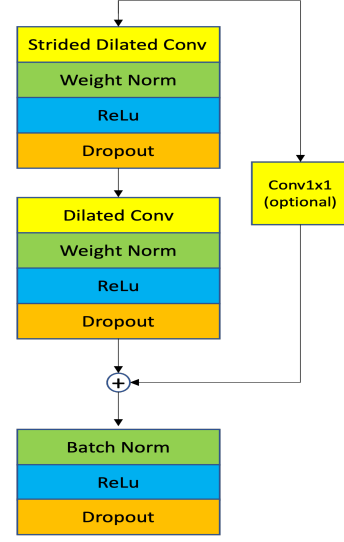 Strided Dilated Conv
Weight Norm
ReLu
Dropout
Conv1x1
(optional)
Dilated Conv
Weight Norm
ReLu
Dropout
+
Batch Norm
ReLu
Dropout